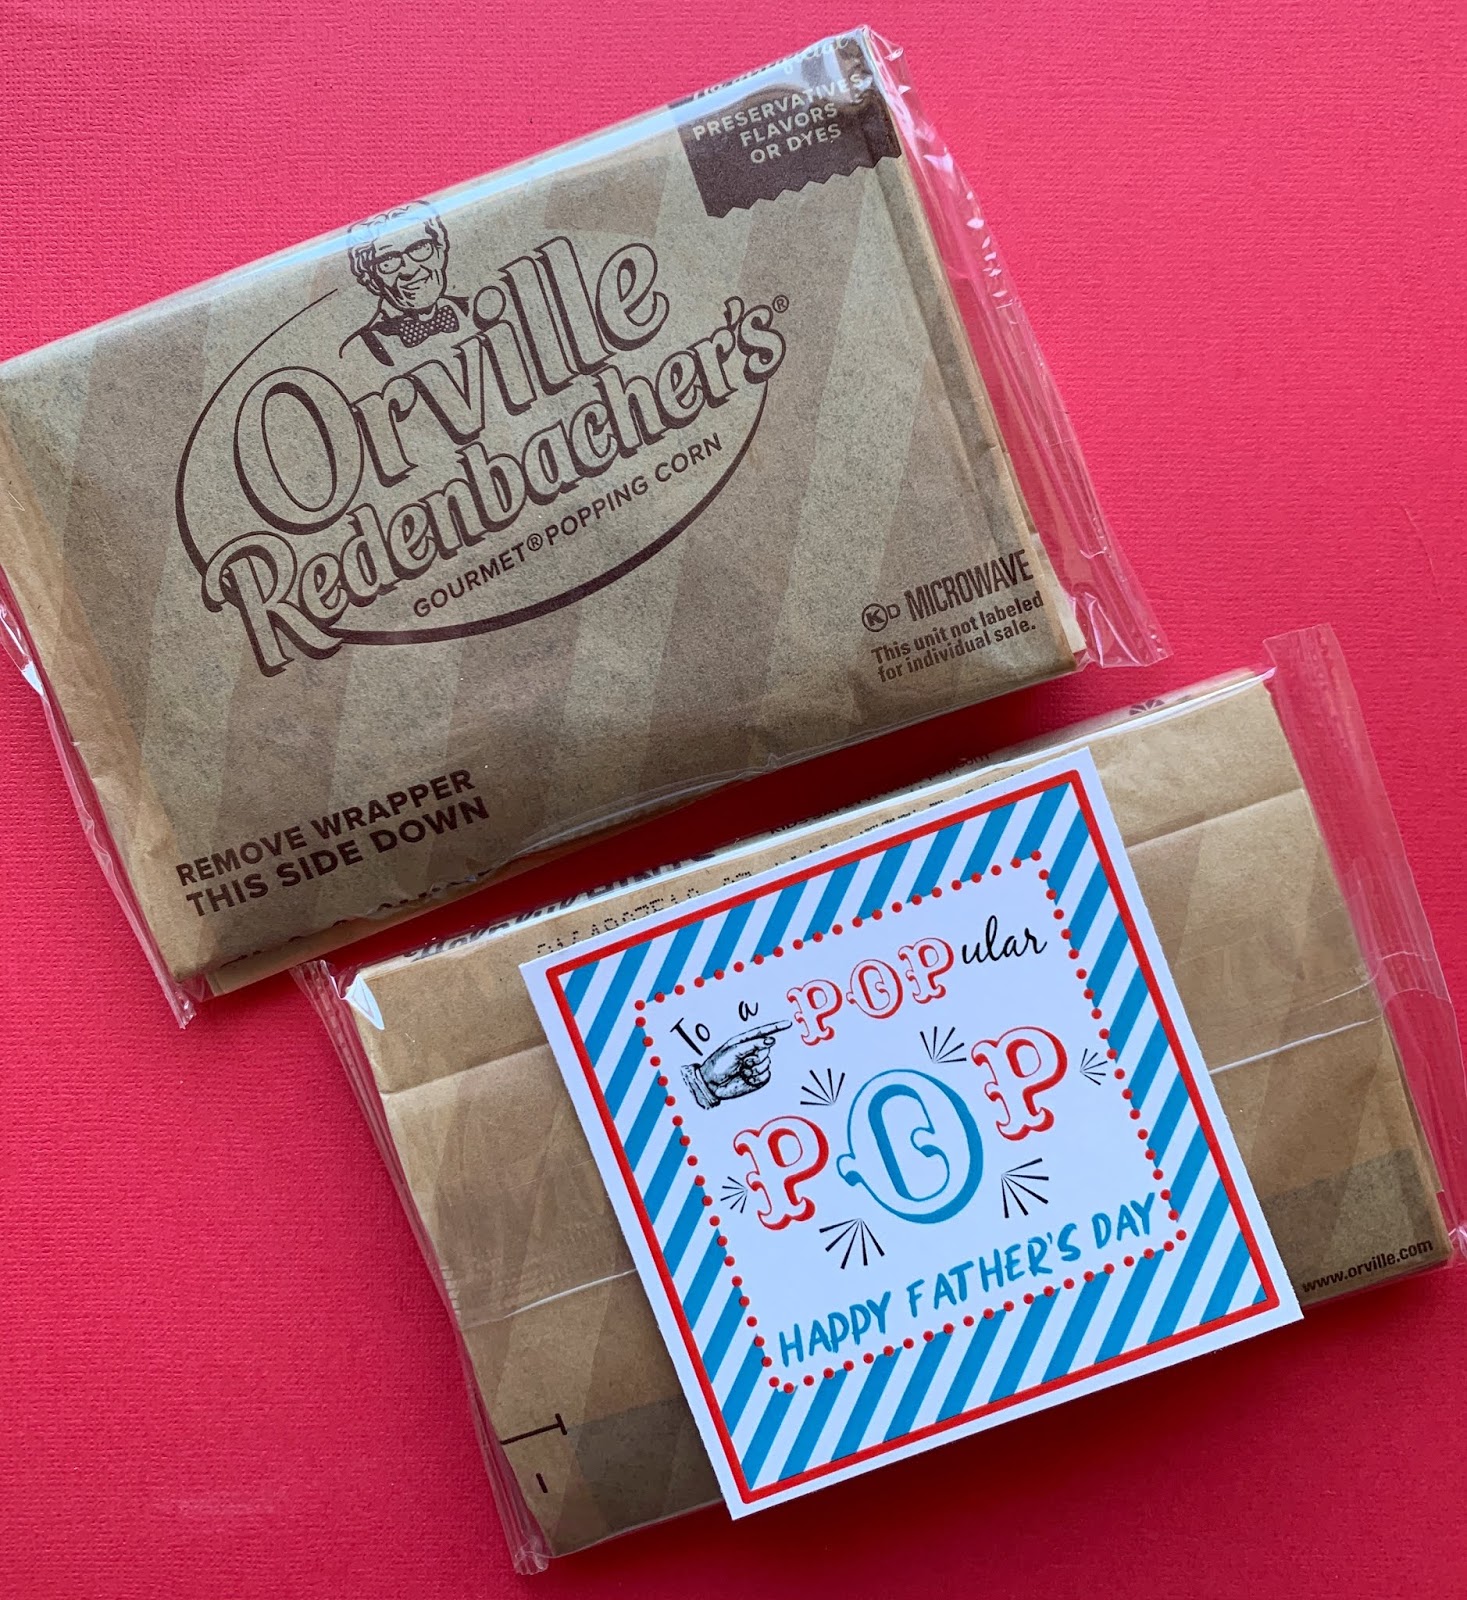 PRESERVATIVES
FLAVORS
OR DYES
Orville
Redenbacher's®
GOURMET® POPPING CORN
K D MICROWAVE
This unit not labeled
for individual sale.
REMOVE WRAPPER
THIS SIDE DOWN
To a POPular
POP
HAPPY FATHER'S DAY
www.orville.com